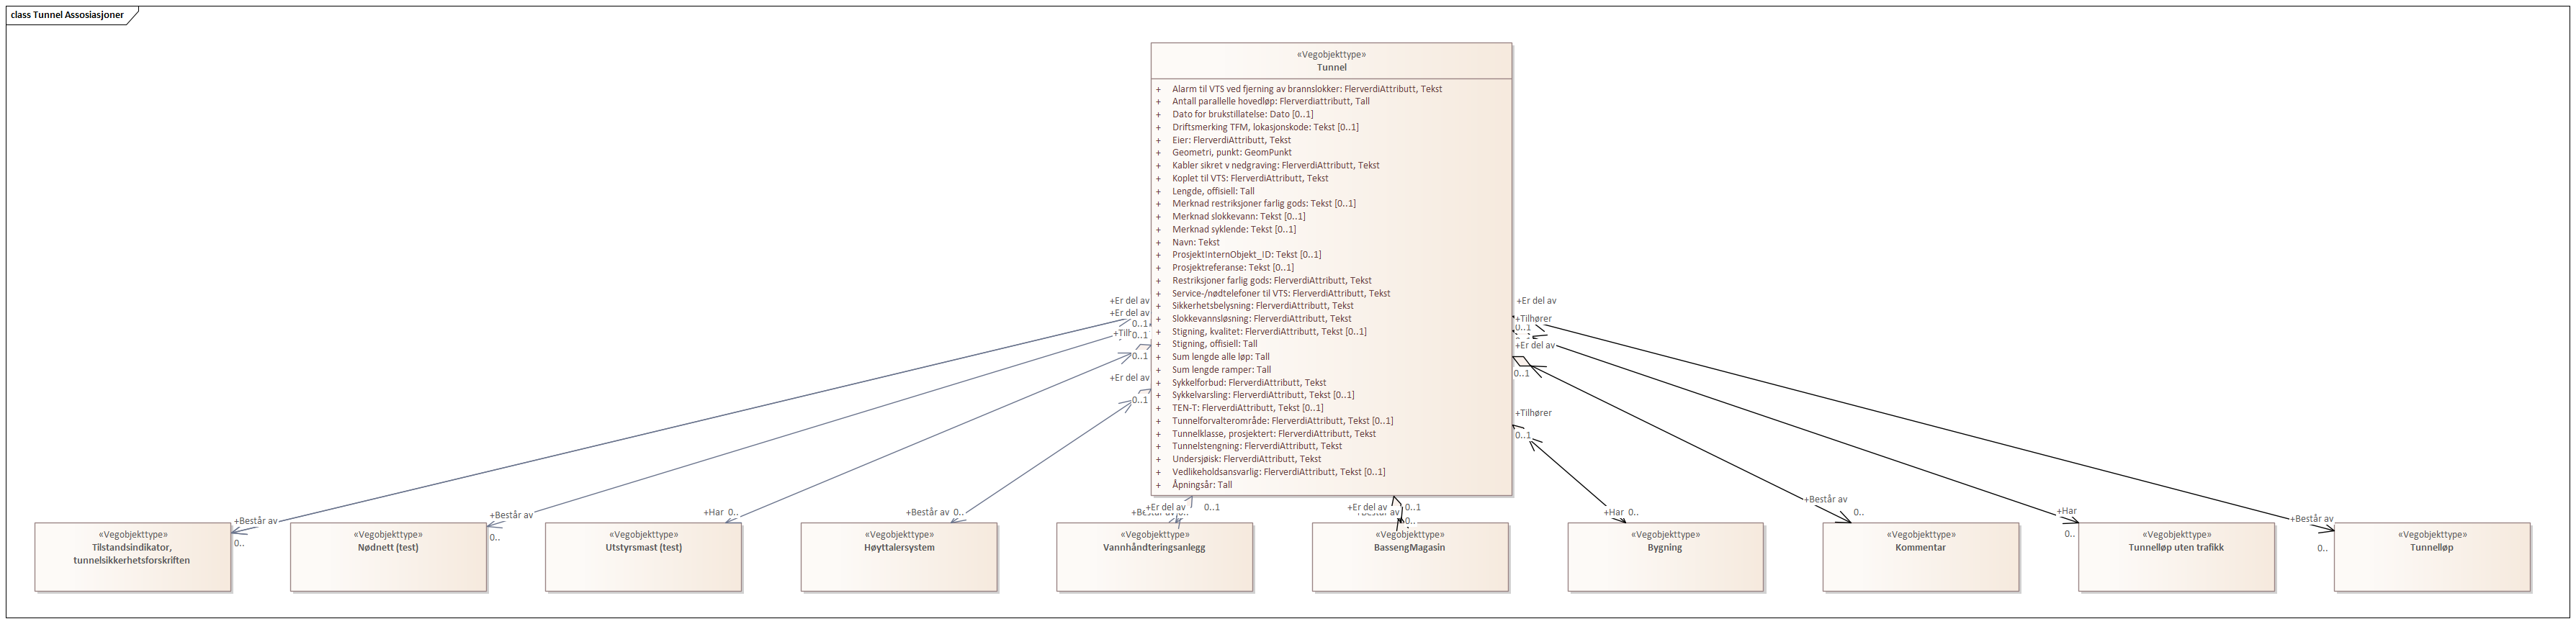 class Tunnel Assosiasjoner
«Vegobjekttype»
Tunnel
+ Alarm til VTS ved fjerning av brannslokker: FlerverdiAttributt, Tekst
+ Antall parallelle hovedløp: Flerverdiattributt, Tall
+ Dato for brukstillatelse: Dato [0..1]
+ Driftsmerking TFM, lokasjonskode: Tekst [0..1]
+ Eier: FlerverdiAttributt, Tekst
+ Geometri, punkt: GeomPunkt
+ Kabler sikret v nedgraving: FlerverdiAttributt, Tekst
+ Koplet til VTS: FlerverdiAttributt, Tekst
+ Lengde, offisiell: Tall
+ Merknad restriksjoner farlig gods: Tekst [0..1]
+ Merknad slokkevann: Tekst [0..1]
+ Merknad syklende: Tekst [0..1]
+ Navn: Tekst
+ ProsjektInternObjekt_ID: Tekst [0..1]
+ Prosjektreferanse: Tekst [0..1]
+ Restriksjoner farlig gods: FlerverdiAttributt, Tekst
+ Service-/nødtelefoner til VTS: FlerverdiAttributt, Tekst
+ Sikkerhetsbelysning: FlerverdiAttributt, Tekst
+ Slokkevannsløsning: FlerverdiAttributt, Tekst
+ Stigning, kvalitet: FlerverdiAttributt, Tekst [0..1]
+ Stigning, offisiell: Tall
+ Sum lengde alle løp: Tall
+ Sum lengde ramper: Tall
+ Sykkelforbud: FlerverdiAttributt, Tekst
+ Sykkelvarsling: FlerverdiAttributt, Tekst [0..1]
+ TEN-T: FlerverdiAttributt, Tekst [0..1]
+ Tunnelforvalterområde: FlerverdiAttributt, Tekst [0..1]
+ Tunnelklasse, prosjektert: FlerverdiAttributt, Tekst
+ Tunnelstengning: FlerverdiAttributt, Tekst
+ Undersjøisk: FlerverdiAttributt, Tekst
+ Vedlikeholdsansvarlig: FlerverdiAttributt, Tekst [0..1]
+ Åpningsår: Tall
+Er del av
+Er del av
0..1
0..1
0..1
+Er del av
0..1
+Er del av
+Tilhører
0..1
+Er del av
0..1
+Tilhører
0..1
+Består av
0..
+Består av
0..
+Har 0..
+Består av 0..
+Er del av
0..1
+Er del av
0..1
0..
+Har 0..
+Består av
0..
+Har
0..
+Består av
0..
«Vegobjekttype»
Tilstandsindikator,
tunnelsikkerhetsforskriften
«Vegobjekttype»
Nødnett (test)
«Vegobjekttype»
Utstyrsmast (test)
«Vegobjekttype»
Høyttalersystem
«Vegobjekttype»
Vannhåndteringsanlegg
«Vegobjekttype»
BassengMagasin
«Vegobjekttype»
Bygning
«Vegobjekttype»
Kommentar
«Vegobjekttype»
Tunnelløp uten trafikk
«Vegobjekttype»
Tunnelløp